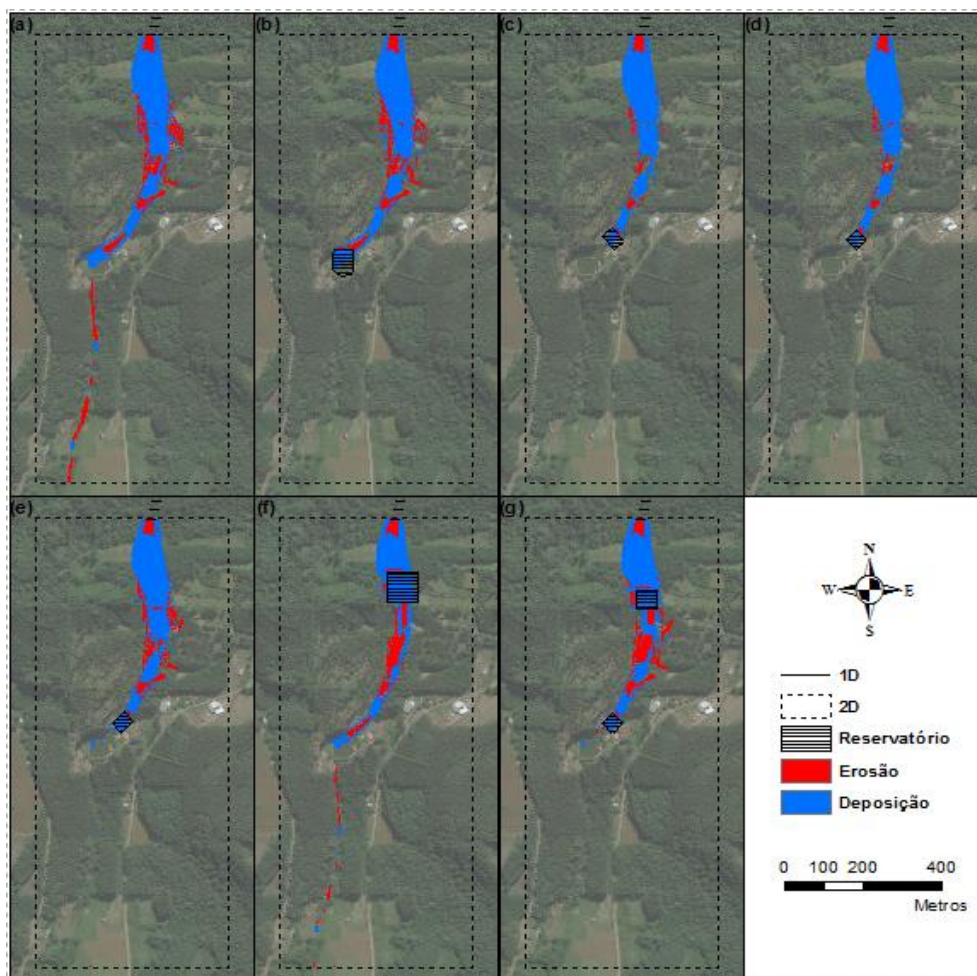 (a)
(b)
(c)
(d)
(e)
(f)
(g)
N
W
E
S
1D
2D
Reservatório
Erosão
Deposição
0 100 200 400
Metros